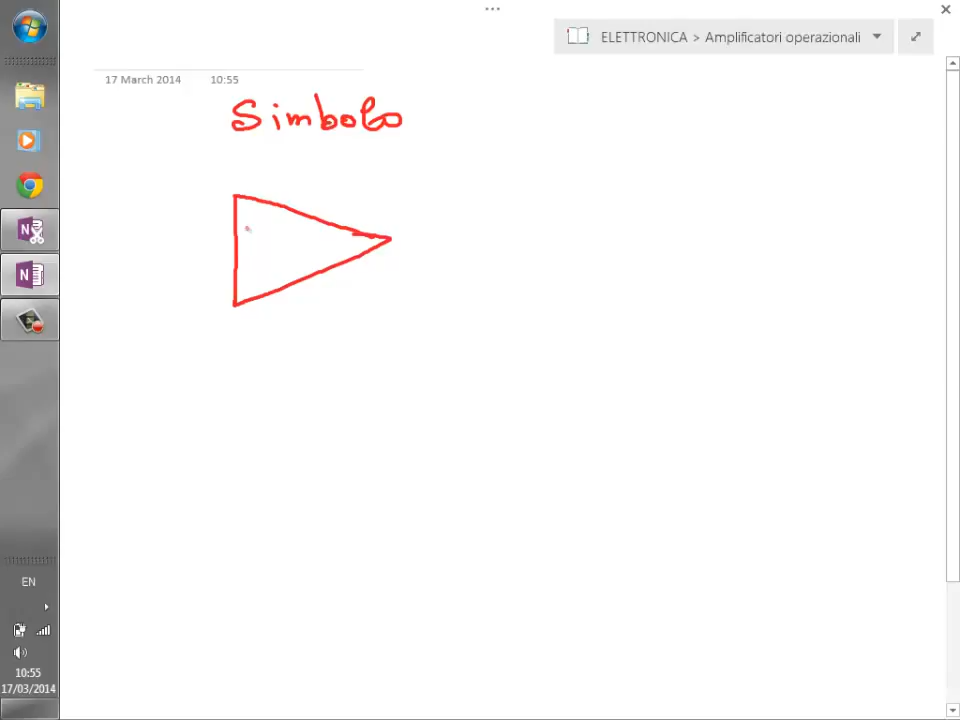 ELETTRONICA > Amplificatori operazionali
17 March 2014 10:55
Simbolo
EN
10:55
17/03/2014